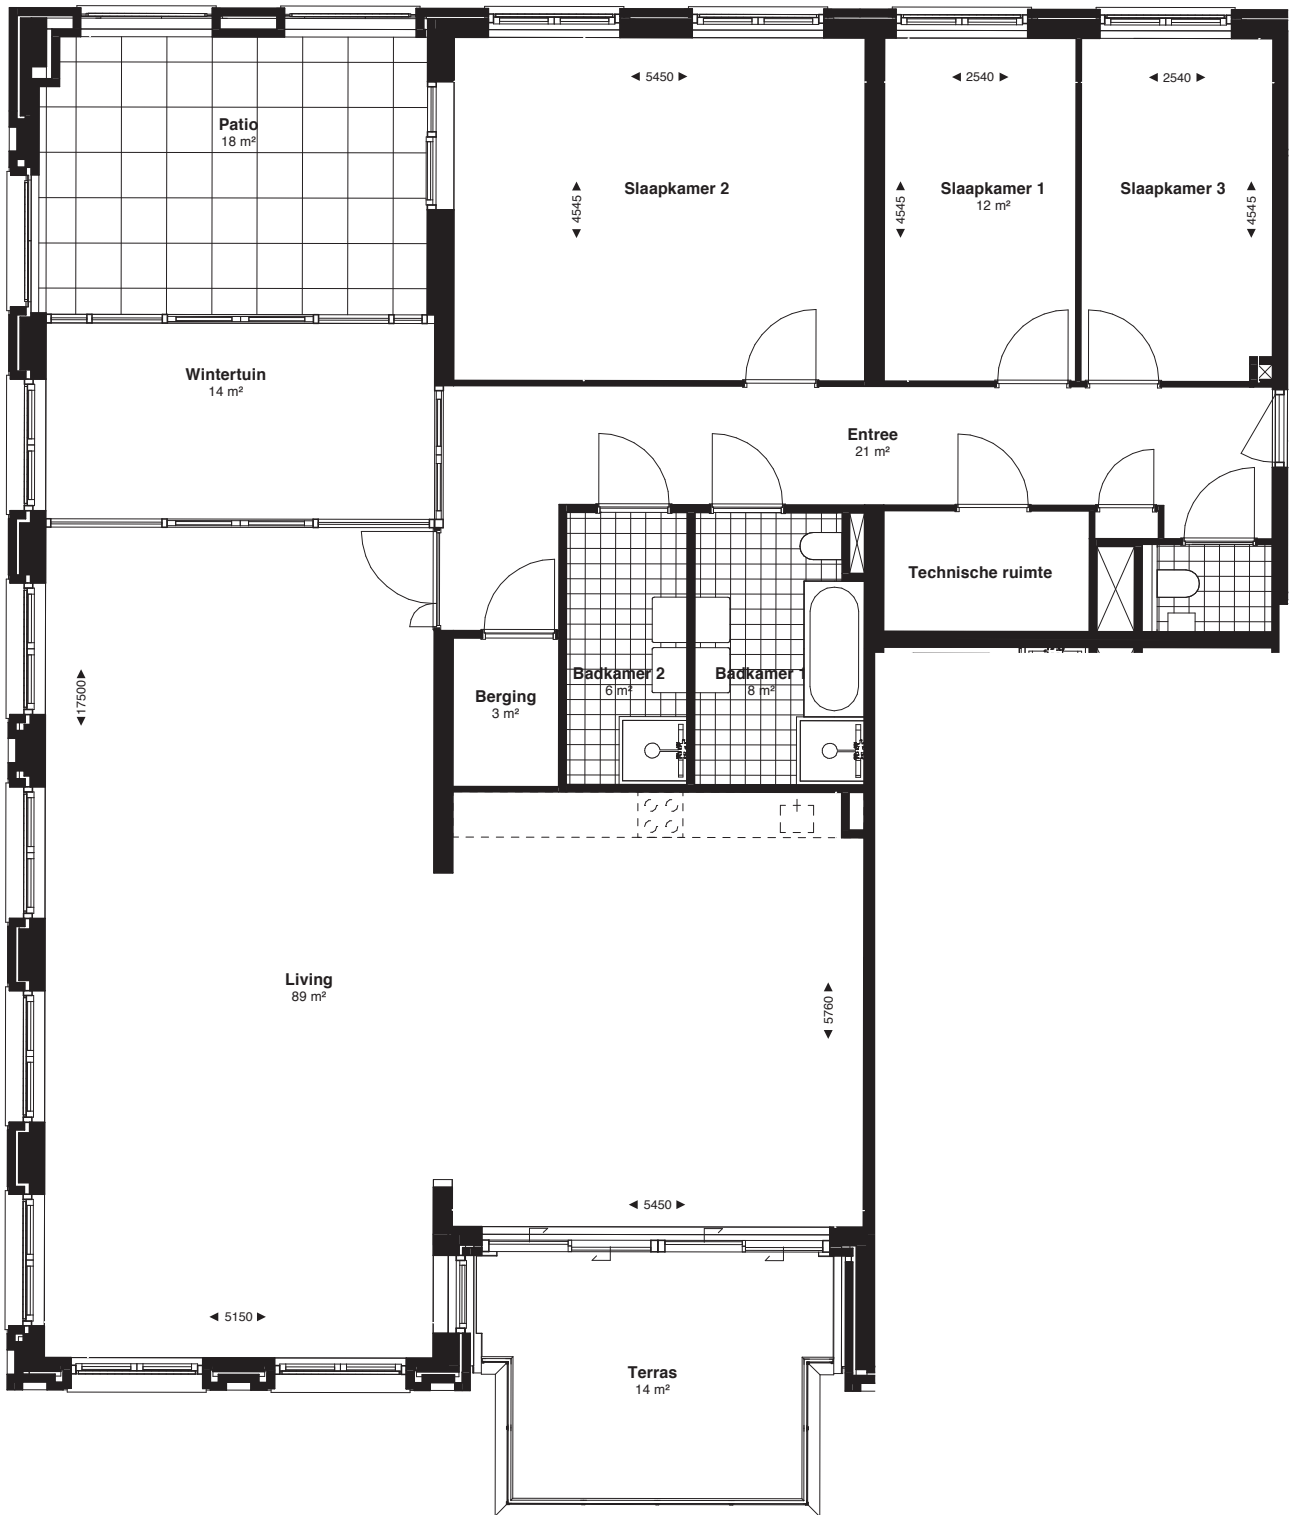 ◄ 5450 ►
◄ 2540 ►
◄ 2540 ►
Patio
18 m²
Slaapkamer 2
◄ 4545 ►
Slaapkamer 1
12 m²
◄ 4545 ►
Slaapkamer 3
◄ 4545 ►
Wintertuin
14 m²
Entree
21 m²
Technische ruimte
Badkamer 2
6 m²
Badkamer 1
8 m²
Berging
3 m²
◄17500►
Living
89 m²
◄ 5760 ►
◄ 5450 ►
◄ 5150 ►
Terras
14 m²